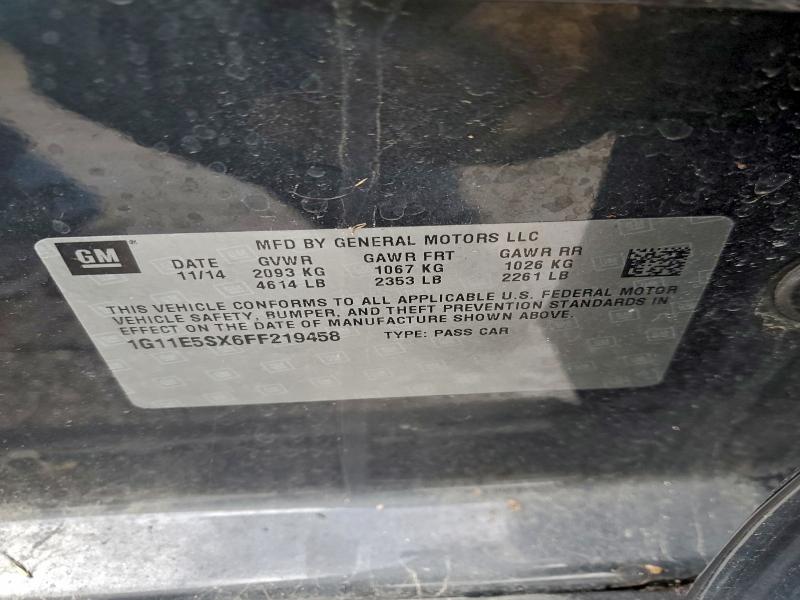 GM
MFD BY GENERAL MOTORS LLC
DATE GVWR GAWR FRT GAWR RR
11/14 2093 KG 1067 KG 1026 KG
4614 LB 2353 LB 2261 LB
THIS VEHICLE CONFORMS TO ALL APPLICABLE U.S. FEDERAL MOTOR
VEHICLE SAFETY, BUMPER, AND THEFT PREVENTION STANDARDS IN
EFFECT ON THE DATE OF MANUFACTURE SHOWN ABOVE.
1G11E5SX6FF219458 TYPE: PASS CAR